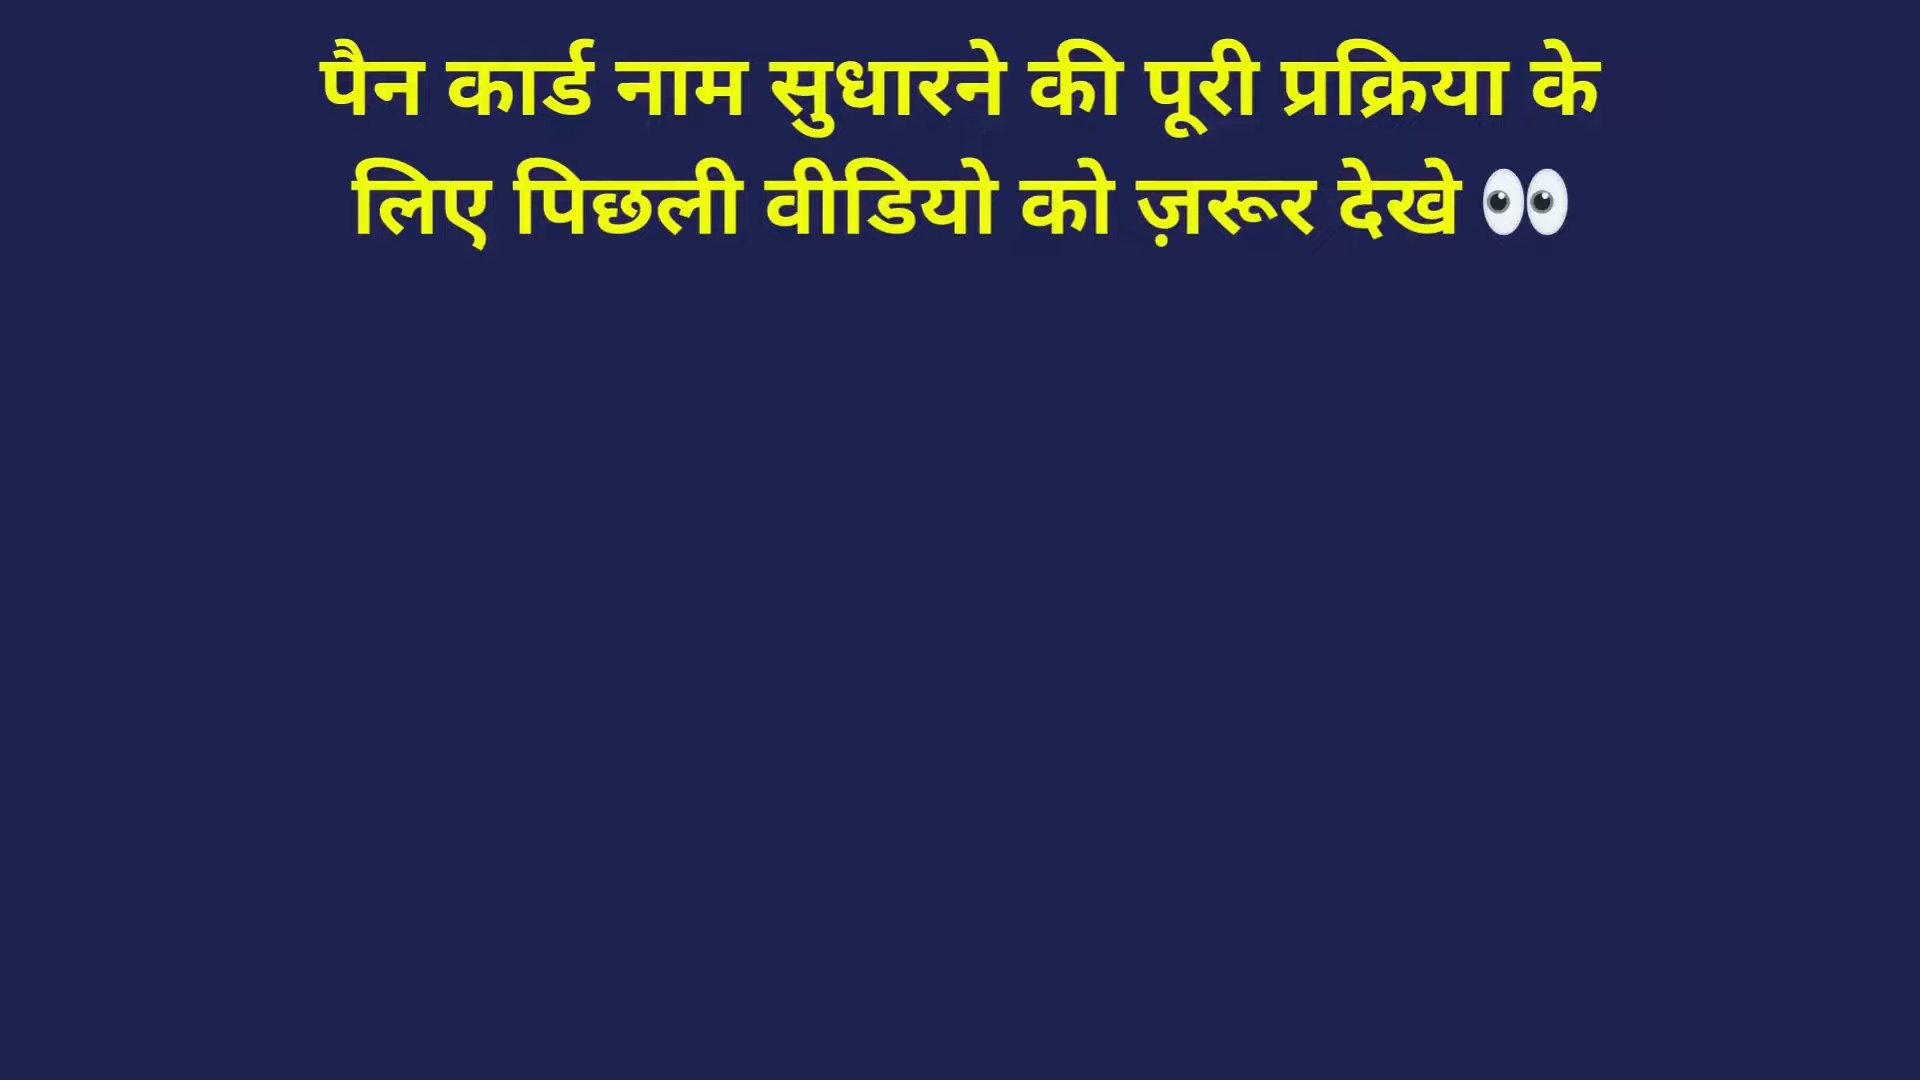 पैन कार्ड नाम सुधारने की पूरी प्रक्रिया के
लिए पिछली वीडियो को ज़रूर देखे 👀